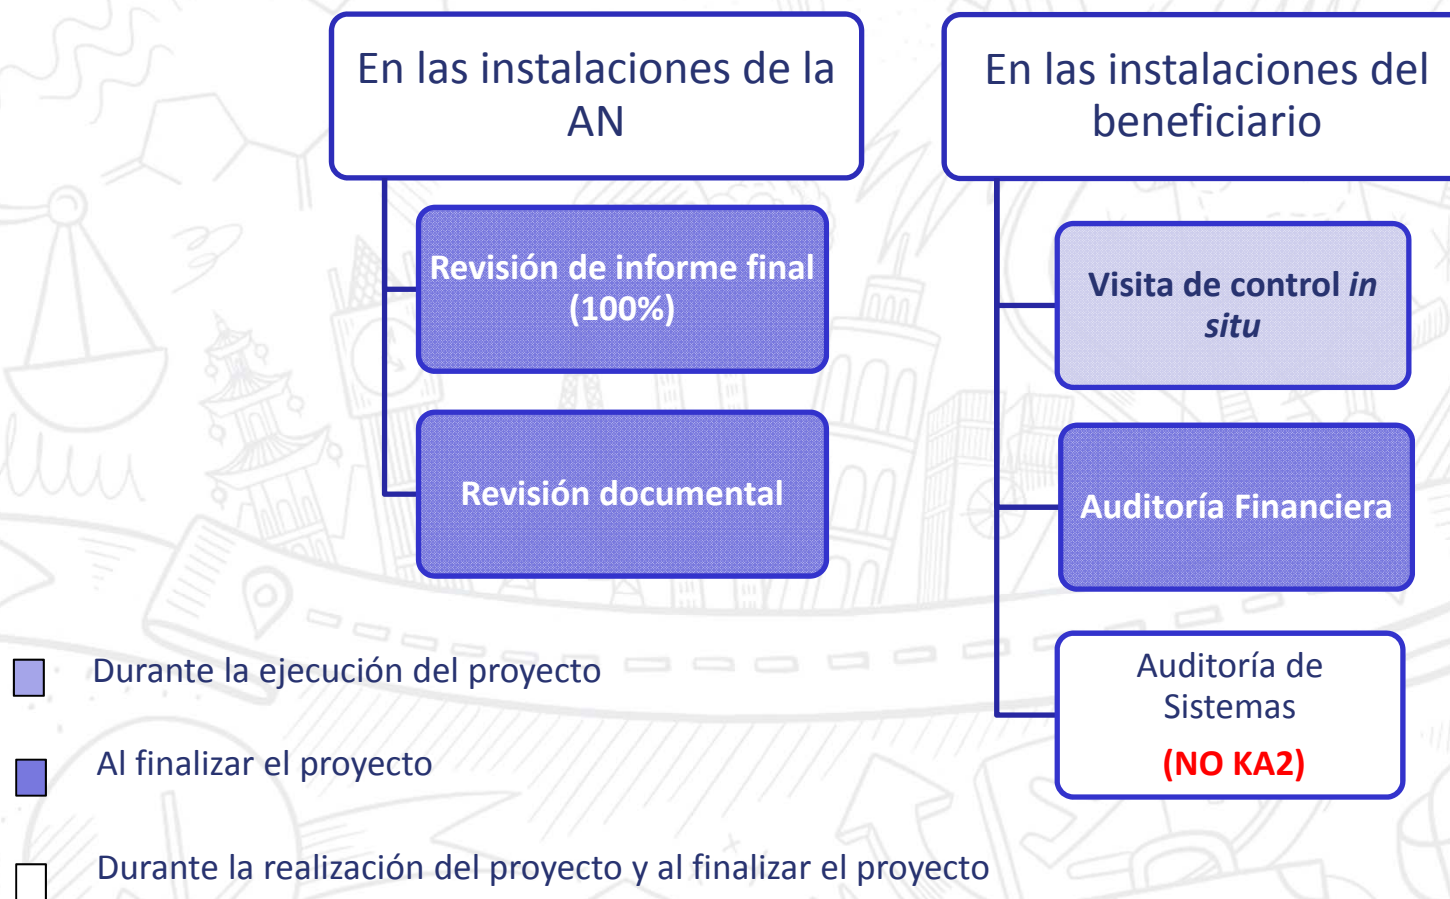 En las instalaciones de la
AN
Revisión de informe final
(100%)
Revisión documental
En las instalaciones del
beneficiario
Visita de control in
situ
Auditoría Financiera
Auditoría de
Sistemas
(NO KA2)
Durante la ejecución del proyecto
Al finalizar el proyecto
Durante la realización del proyecto y al finalizar el proyecto